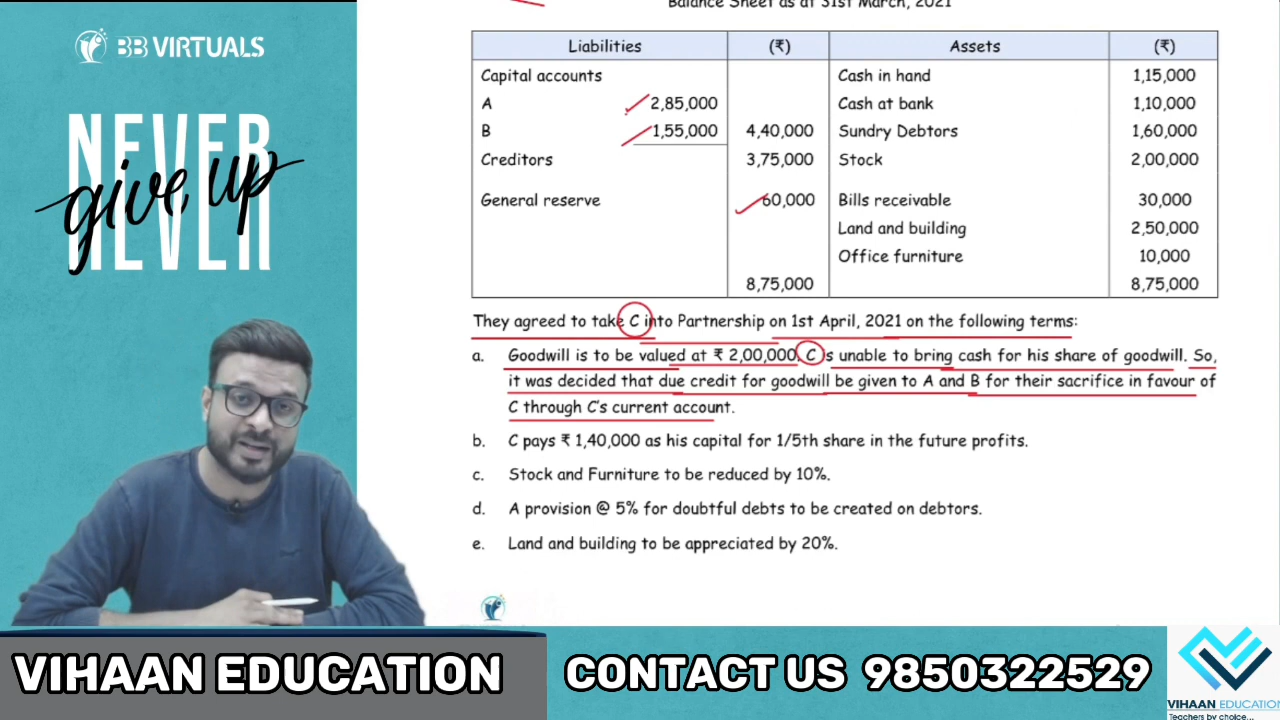 BB VIRTUALS
NEVER
give up
NEVER
Balance Sheet as at 31st March, 2021
Liabilities (₹) Assets (₹)
Capital accounts Cash in hand 1,15,000
A 2,85,000 Cash at bank 1,10,000
B 1,55,000 4,40,000 Sundry Debtors 1,60,000
Creditors 3,75,000 Stock 2,00,000
General reserve 60,000 Bills receivable 30,000
Land and building 2,50,000
Office furniture 10,000
8,75,000 8,75,000
They agreed to take C into Partnership on 1st April, 2021 on the following terms:
a. Goodwill is to be valued at ₹ 2,00,000. C is unable to bring cash for his share of goodwill. So,
it was decided that due credit for goodwill be given to A and B for their sacrifice in favour of
C through C's current account.
b. C pays ₹ 1,40,000 as his capital for 1/5th share in the future profits.
c. Stock and Furniture to be reduced by 10%.
d. A provision @ 5% for doubtful debts to be created on debtors.
e. Land and building to be appreciated by 20%.
VIHAAN EDUCATION
CONTACT US 9850322529
VIHAAN EDUCATION
Teachers by choice...